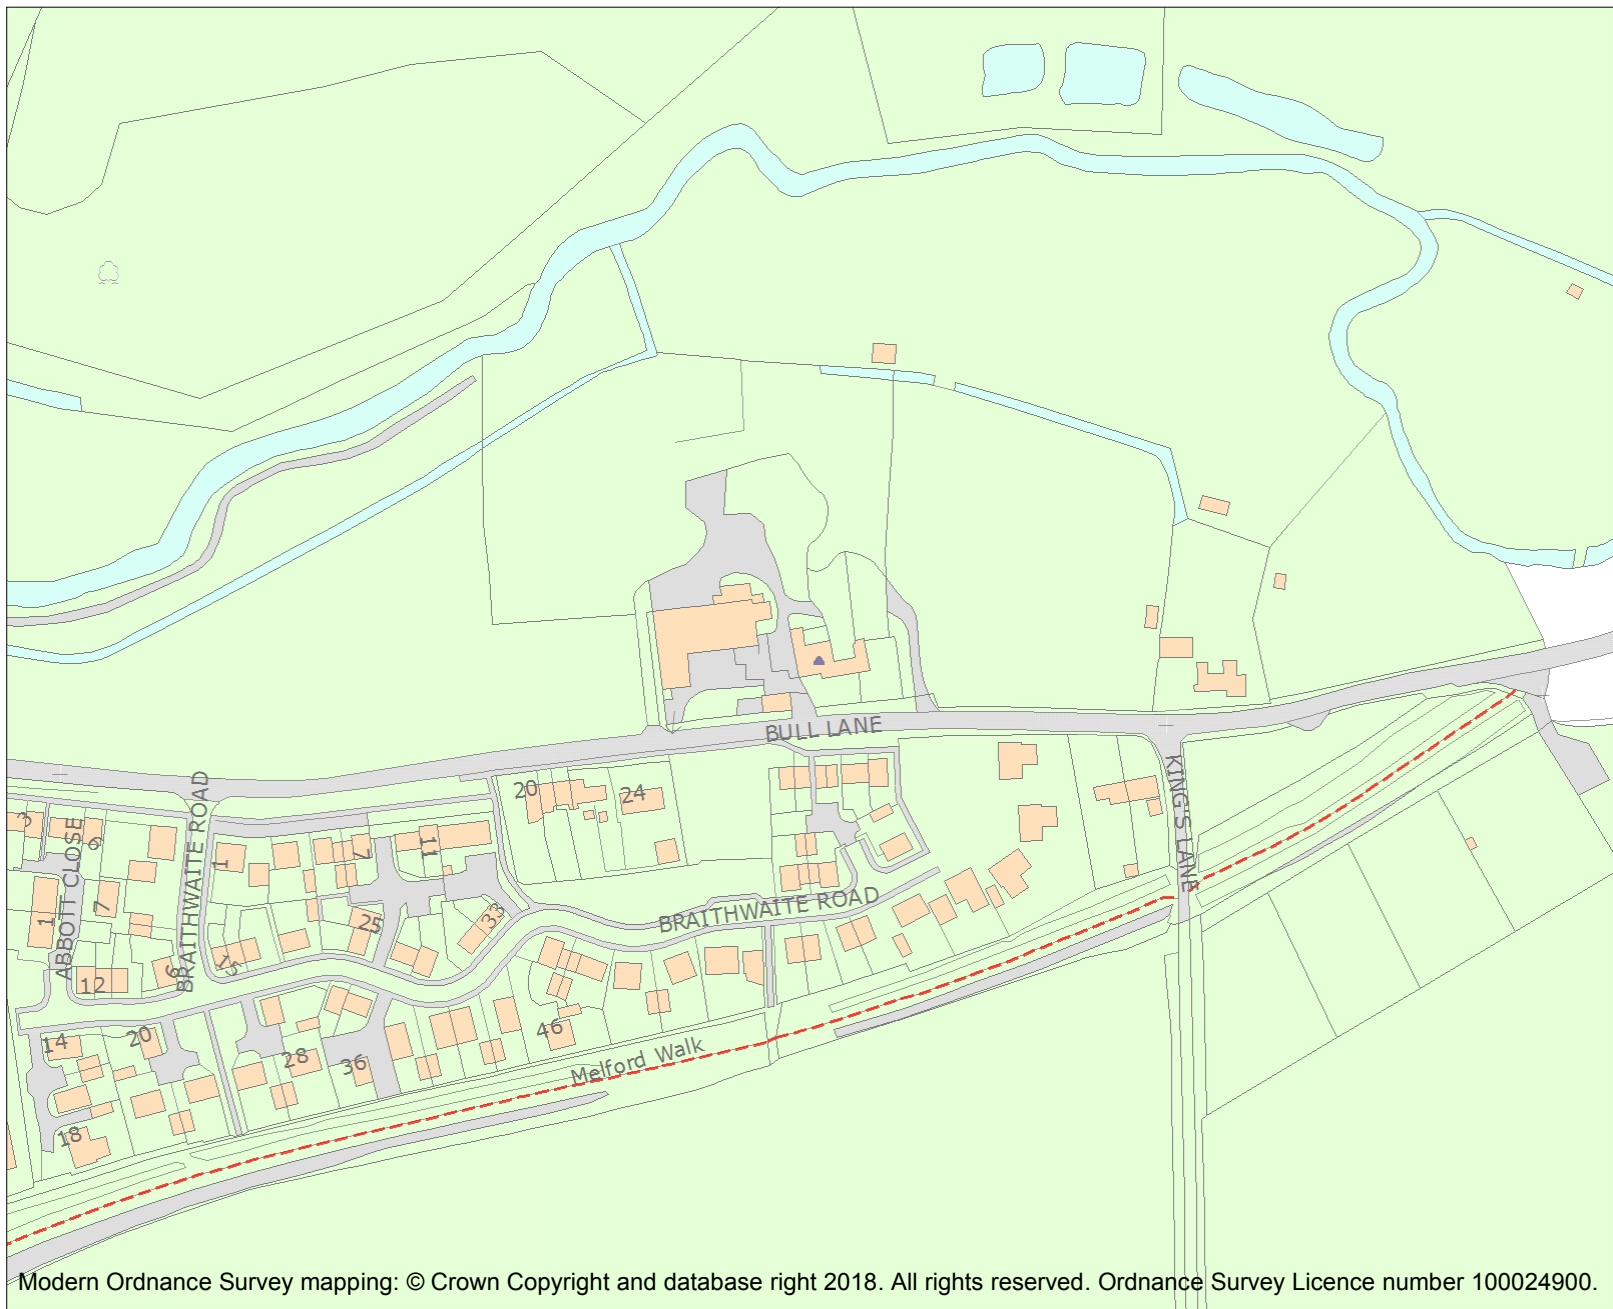 BULL LANE
KING'S LANE
20
24
3
6
ABBOTT CLOSE
BRAITHWAITE ROAD
1
7
11
1
7
25
33
BRAITHWAITE ROAD
15
9
12
14
20
28
36
46
Melford Walk
18
Modern Ordnance Survey mapping: © Crown Copyright and database right 2018. All rights reserved. Ordnance Survey Licence number 100024900.